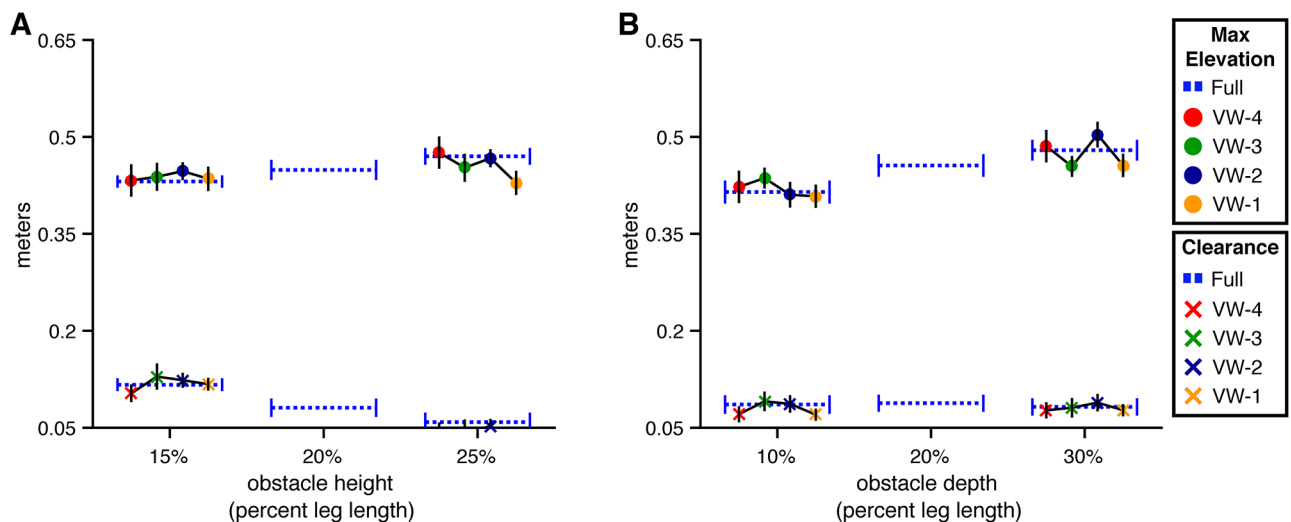 A
0.65
0.5
0.35
0.2
0.05
meters
15%
20%
25%
obstacle height
(percent leg length)
B
0.65
0.5
0.35
0.2
0.05
meters
10%
20%
30%
obstacle depth
(percent leg length)
Max
Elevation
Full
VW-4
VW-3
VW-2
VW-1
Clearance
Full
VW-4
VW-3
VW-2
VW-1